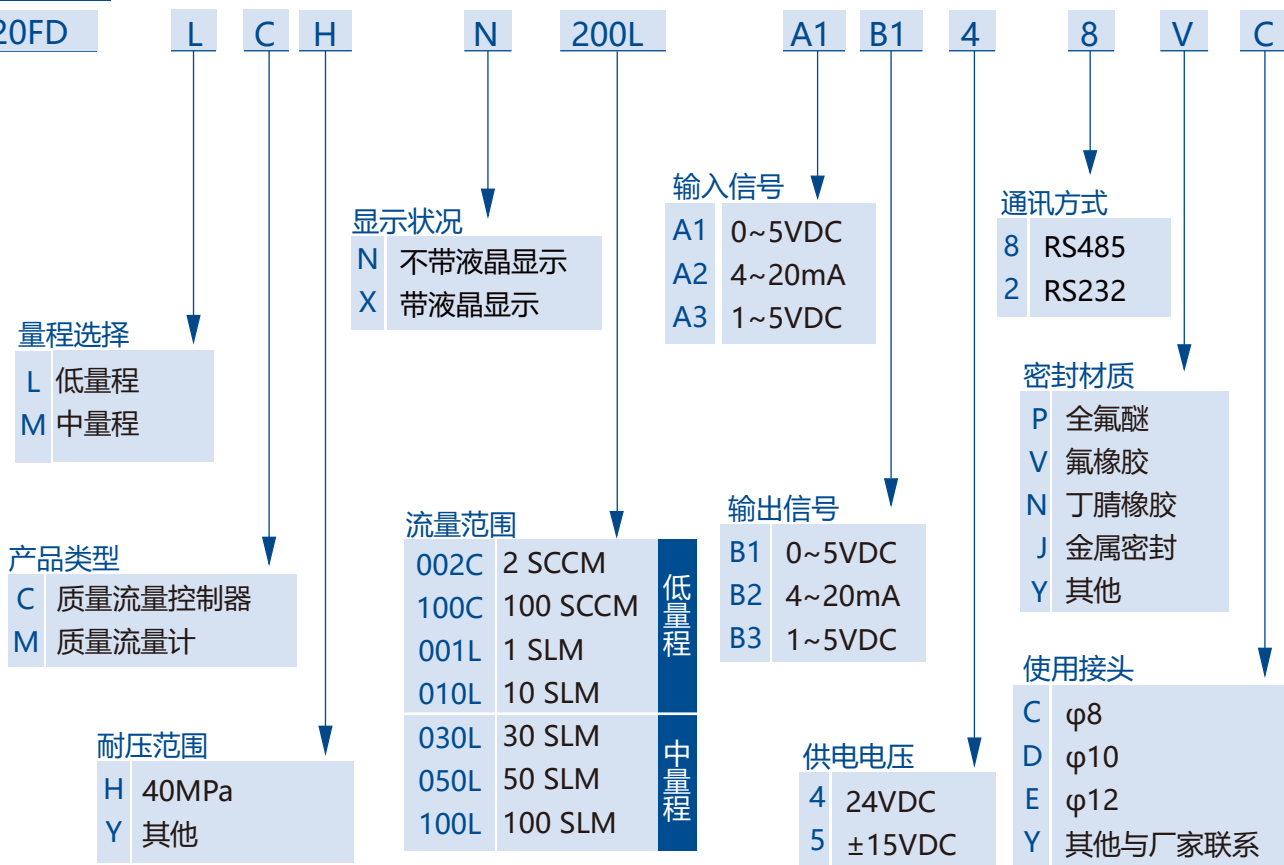 20FD L C H N 200L A1 B1 4 8 V C
量程选择
L 低量程
M 中量程
产品类型
C 质量流量控制器
M 质量流量计
耐压范围
H 40MPa
Y 其他
显示状况
N 不带液晶显示
X 带液晶显示
流量范围
002C 2 SCCM
100C 100 SCCM
001L 1 SLM
010L 10 SLM
低量程
030L 30 SLM
050L 50 SLM
100L 100 SLM
中量程
输入信号
A1 0~5VDC
A2 4~20mA
A3 1~5VDC
输出信号
B1 0~5VDC
B2 4~20mA
B3 1~5VDC
供电电压
4 24VDC
5 ±15VDC
通讯方式
8 RS485
2 RS232
密封材质
P 全氟醚
V 氟橡胶
N 丁腈橡胶
J 金属密封
Y 其他
使用接头
C φ8
D φ10
E φ12
Y 其他与厂家联系